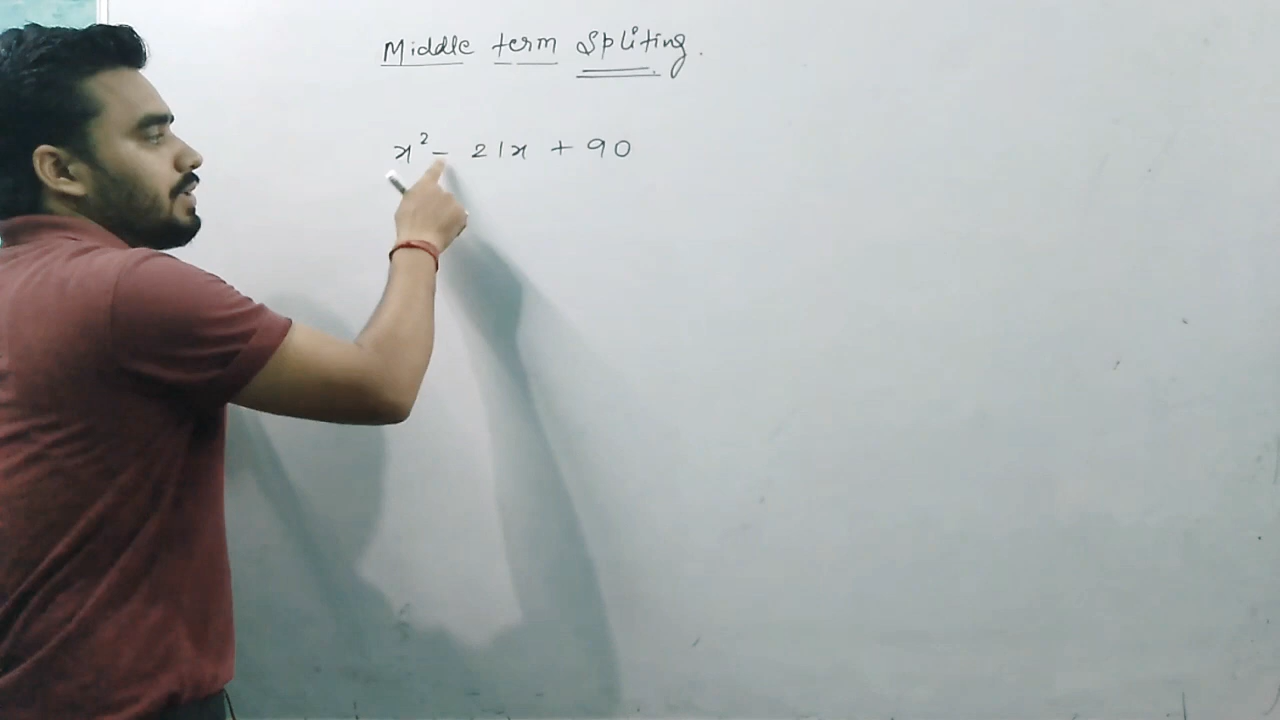 Middle term Spliting.
x² - 21x + 90